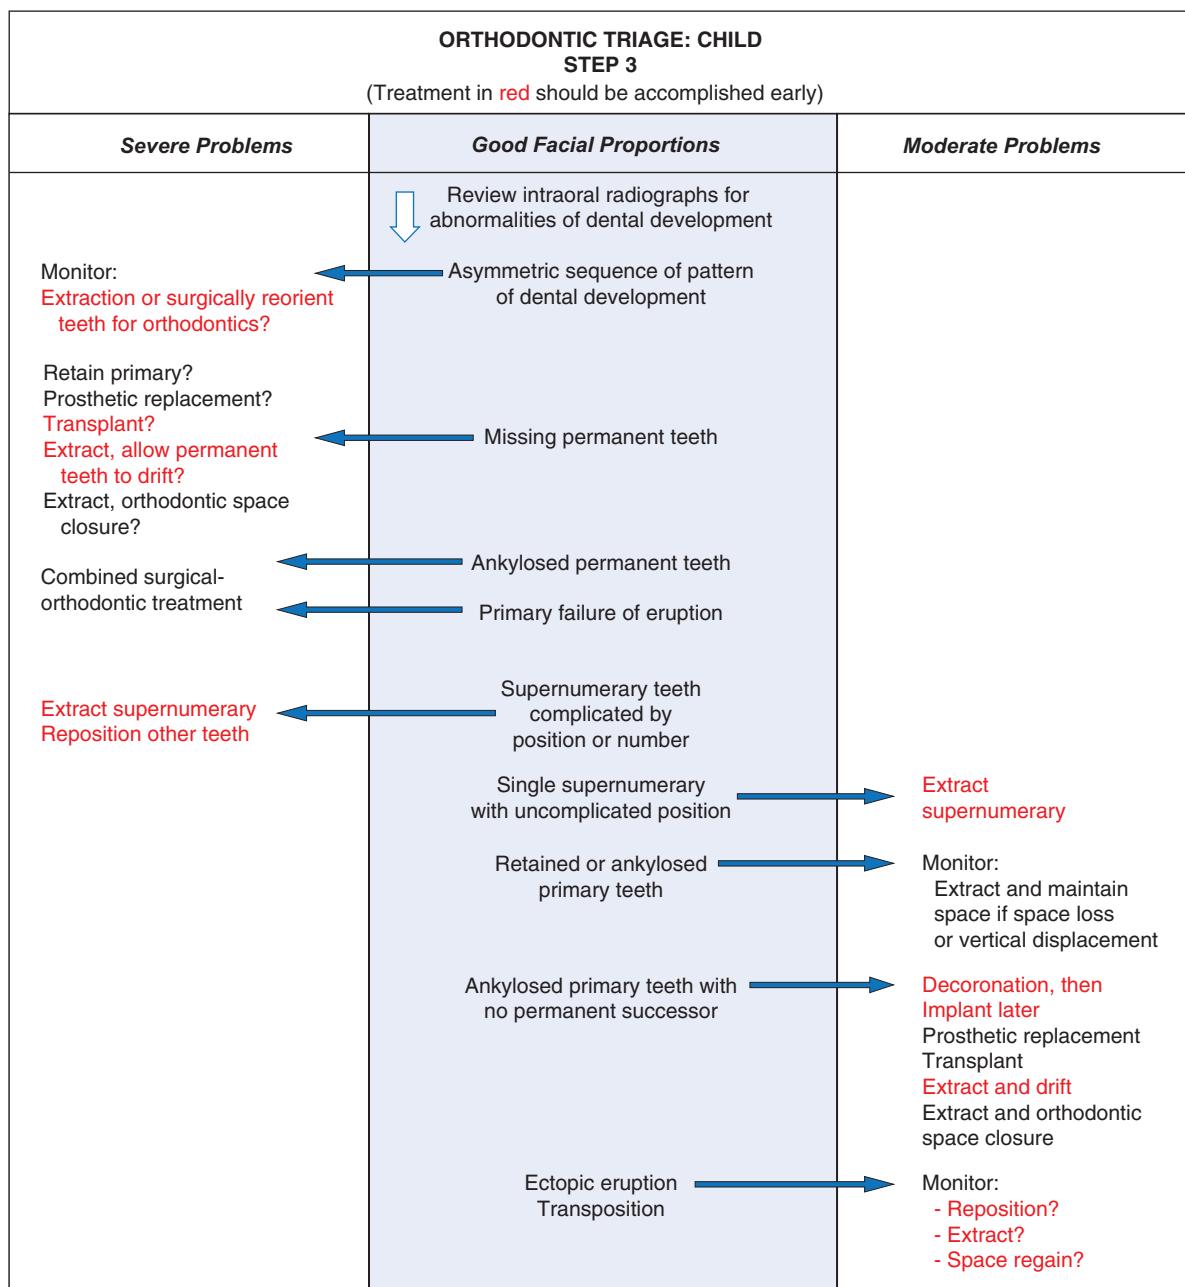 ORTHODONTIC TRIAGE: CHILD
STEP 3
(Treatment in red should be accomplished early)
Severe Problems
Good Facial Proportions
Moderate Problems
Review intraoral radiographs for
abnormalities of dental development
Asymmetric sequence of pattern
of dental development
Monitor:
Extraction or surgically reorient
teeth for orthodontics?
Missing permanent teeth
Retain primary?
Prosthetic replacement?
Transplant?
Extract, allow permanent
teeth to drift?
Extract, orthodontic space
closure?
Ankylosed permanent teeth
Primary failure of eruption
Combined surgical-
orthodontic treatment
Supernumerary teeth
complicated by
position or number
Extract supernumerary
Reposition other teeth
Single supernumerary
with uncomplicated position
Extract
supernumerary
Retained or ankylosed
primary teeth
Monitor:
Extract and maintain
space if space loss
or vertical displacement
Ankylosed primary teeth with
no permanent successor
Decoronation, then
Implant later
Prosthetic replacement
Transplant
Extract and drift
Extract and orthodontic
space closure
Ectopic eruption
Transposition
Monitor:
- Reposition?
- Extract?
- Space regain?